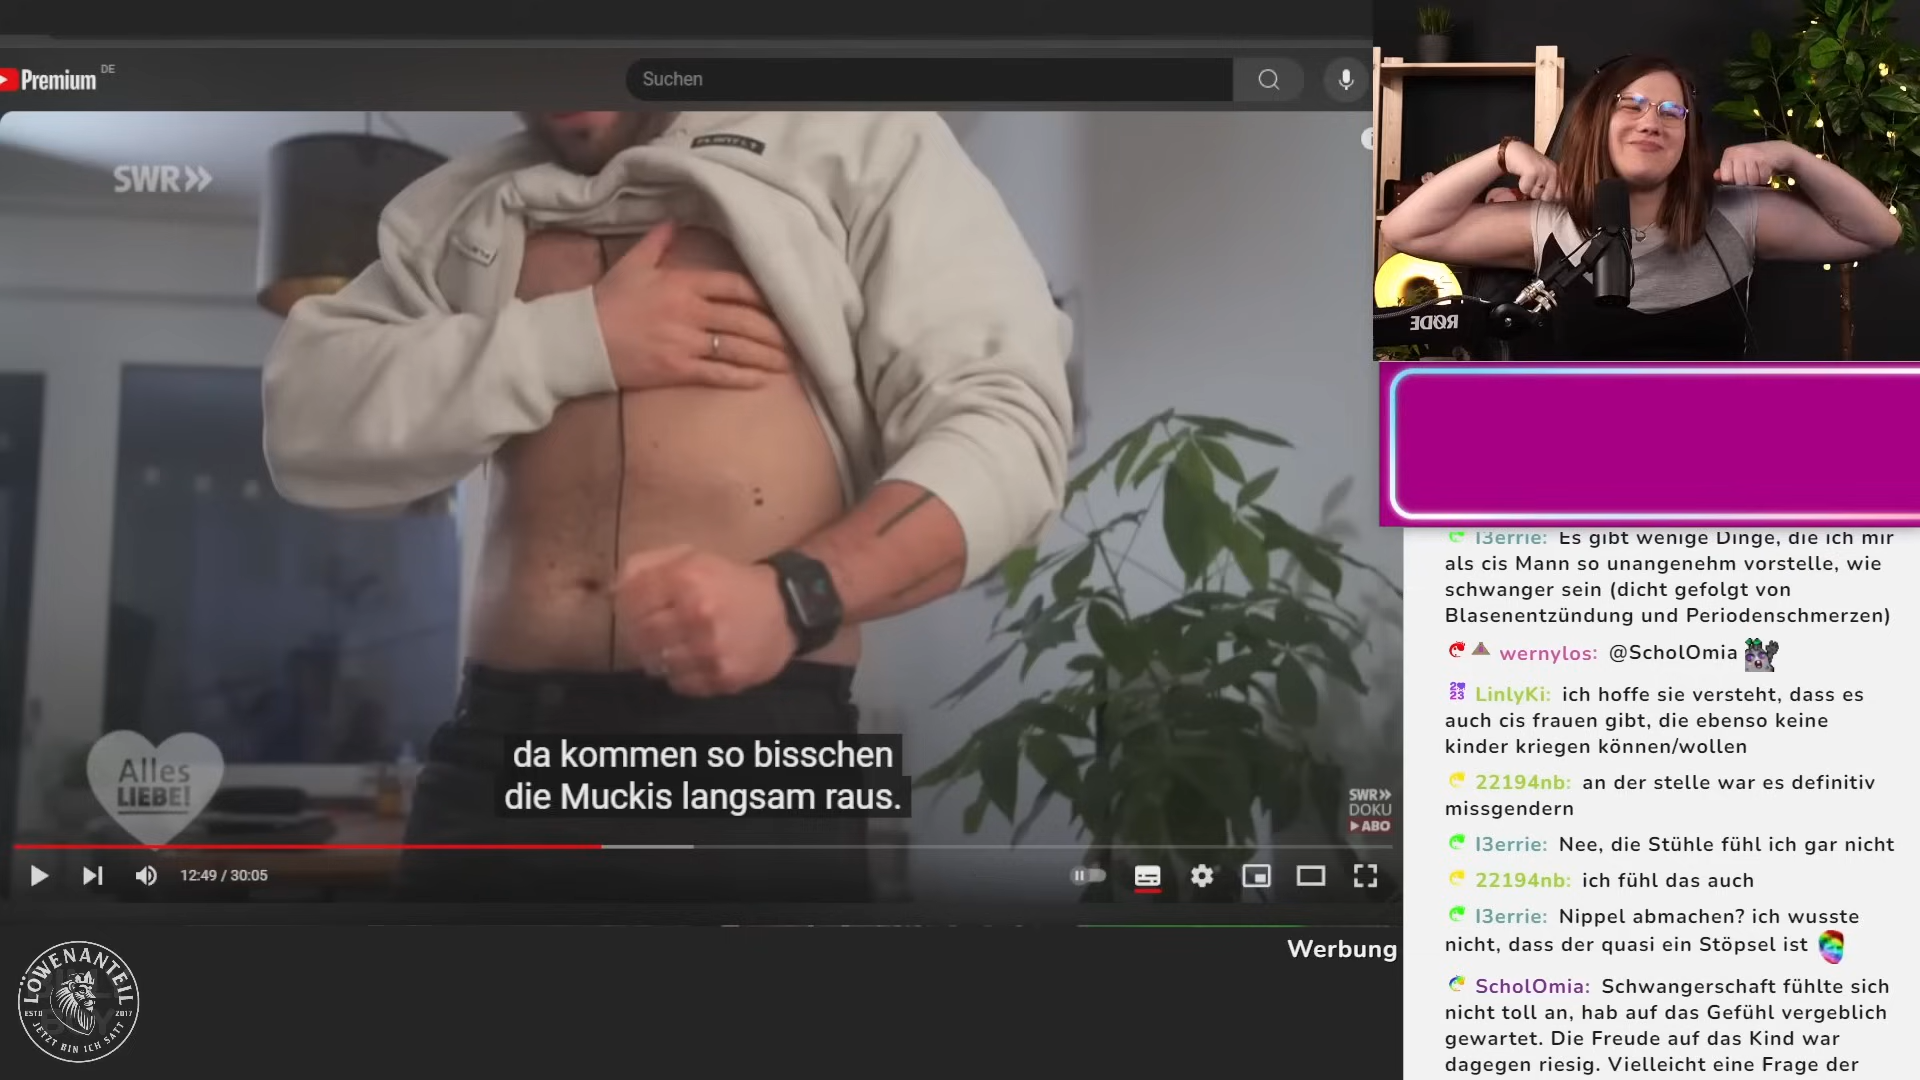 Premium DE
Suchen
SWR»
Alles
LIEBE!
da kommen so bisschen
die Muckis langsam raus.
SWR»
DOKU
ABO
12:49 / 30:05
Werbung
LÖWENANTEIL
ESTD 2017
JETZT BIN ICH SATT
RØDE
l3errie: Es gibt wenige Dinge, die ich mir
als cis Mann so unangenehm vorstelle, wie
schwanger sein (dicht gefolgt von
Blasenentzündung und Periodenschmerzen)
wernylos: @ScholOmia
LinlyKi: ich hoffe sie versteht, dass es
auch cis frauen gibt, die ebenso keine
kinder kriegen können/wollen
22194nb: an der stelle war es definitiv
missgendern
l3errie: Nee, die Stühle fühl ich gar nicht
22194nb: ich fühl das auch
l3errie: Nippel abmachen? ich wusste
nicht, dass der quasi ein Stöpsel ist
ScholOmia: Schwangerschaft fühlte sich
nicht toll an, hab auf das Gefühl vergeblich
gewartet. Die Freude auf das Kind war
dagegen riesig. Vielleicht eine Frage der